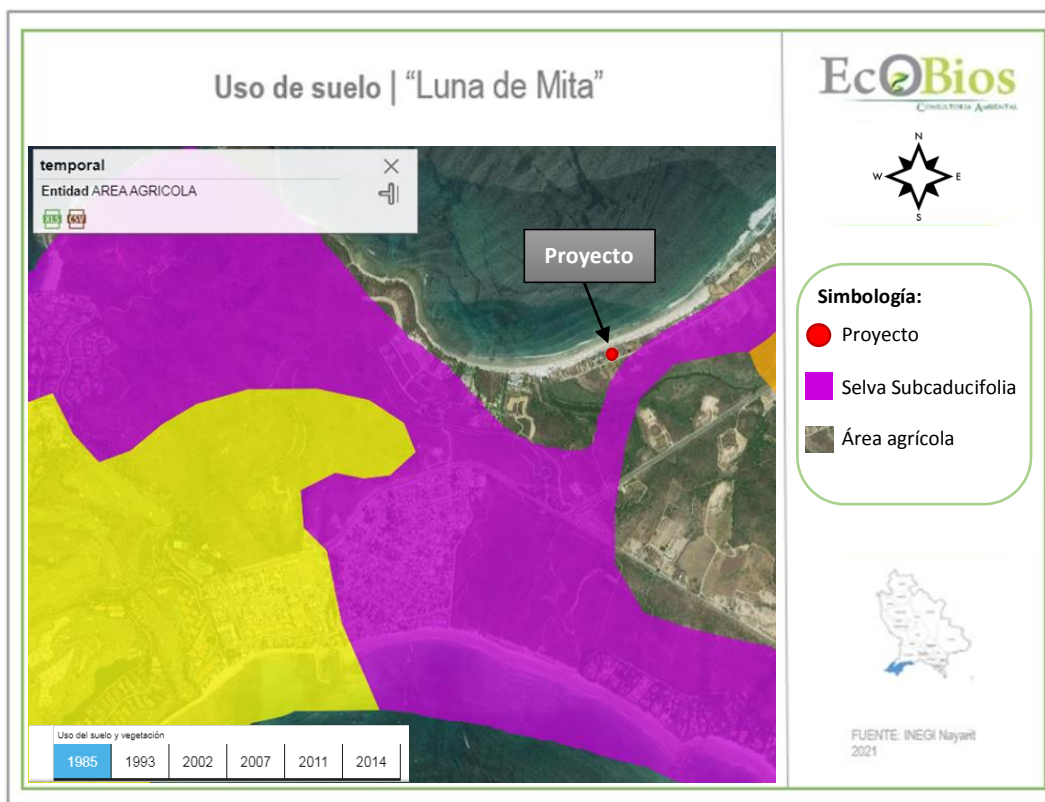 Uso de suelo | “Luna de Mita”
temporal
Entidad AREA AGRICOLA
XLS CSV
Proyecto
Uso del suelo y vegetación
1985 1993 2002 2007 2011 2014
EcOBios
CONSULTORIA AMBIENTAL
N
W E
S
Simbología:
Proyecto
Selva Subcaducifolia
Área agrícola
FUENTE: INEGI Nayarit
2021